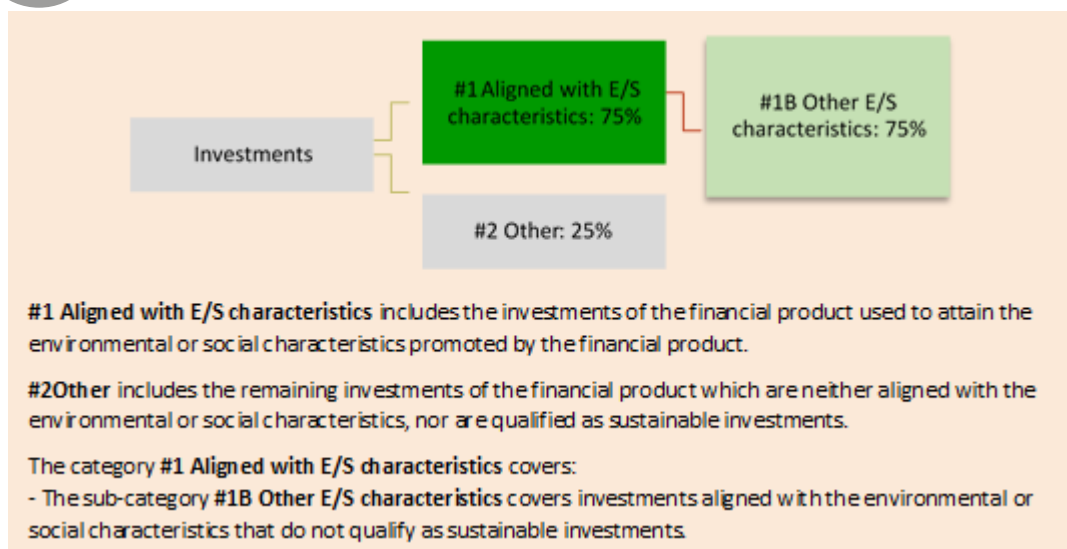 #1 Aligned with E/S
characteristics: 75%
#1B Other E/S
characteristics: 75%
Investments
#2 Other: 25%
#1 Aligned with E/S characteristics includes the investments of the financial product used to attain the
environmental or social characteristics promoted by the financial product.
#2Other includes the remaining investments of the financial product which are neither aligned with the
environmental or social characteristics, nor are qualified as sustainable investments.
The category #1 Aligned with E/S characteristics covers:
- The sub-category #1B Other E/S characteristics covers investments aligned with the environmental or
social characteristics that do not qualify as sustainable investments.